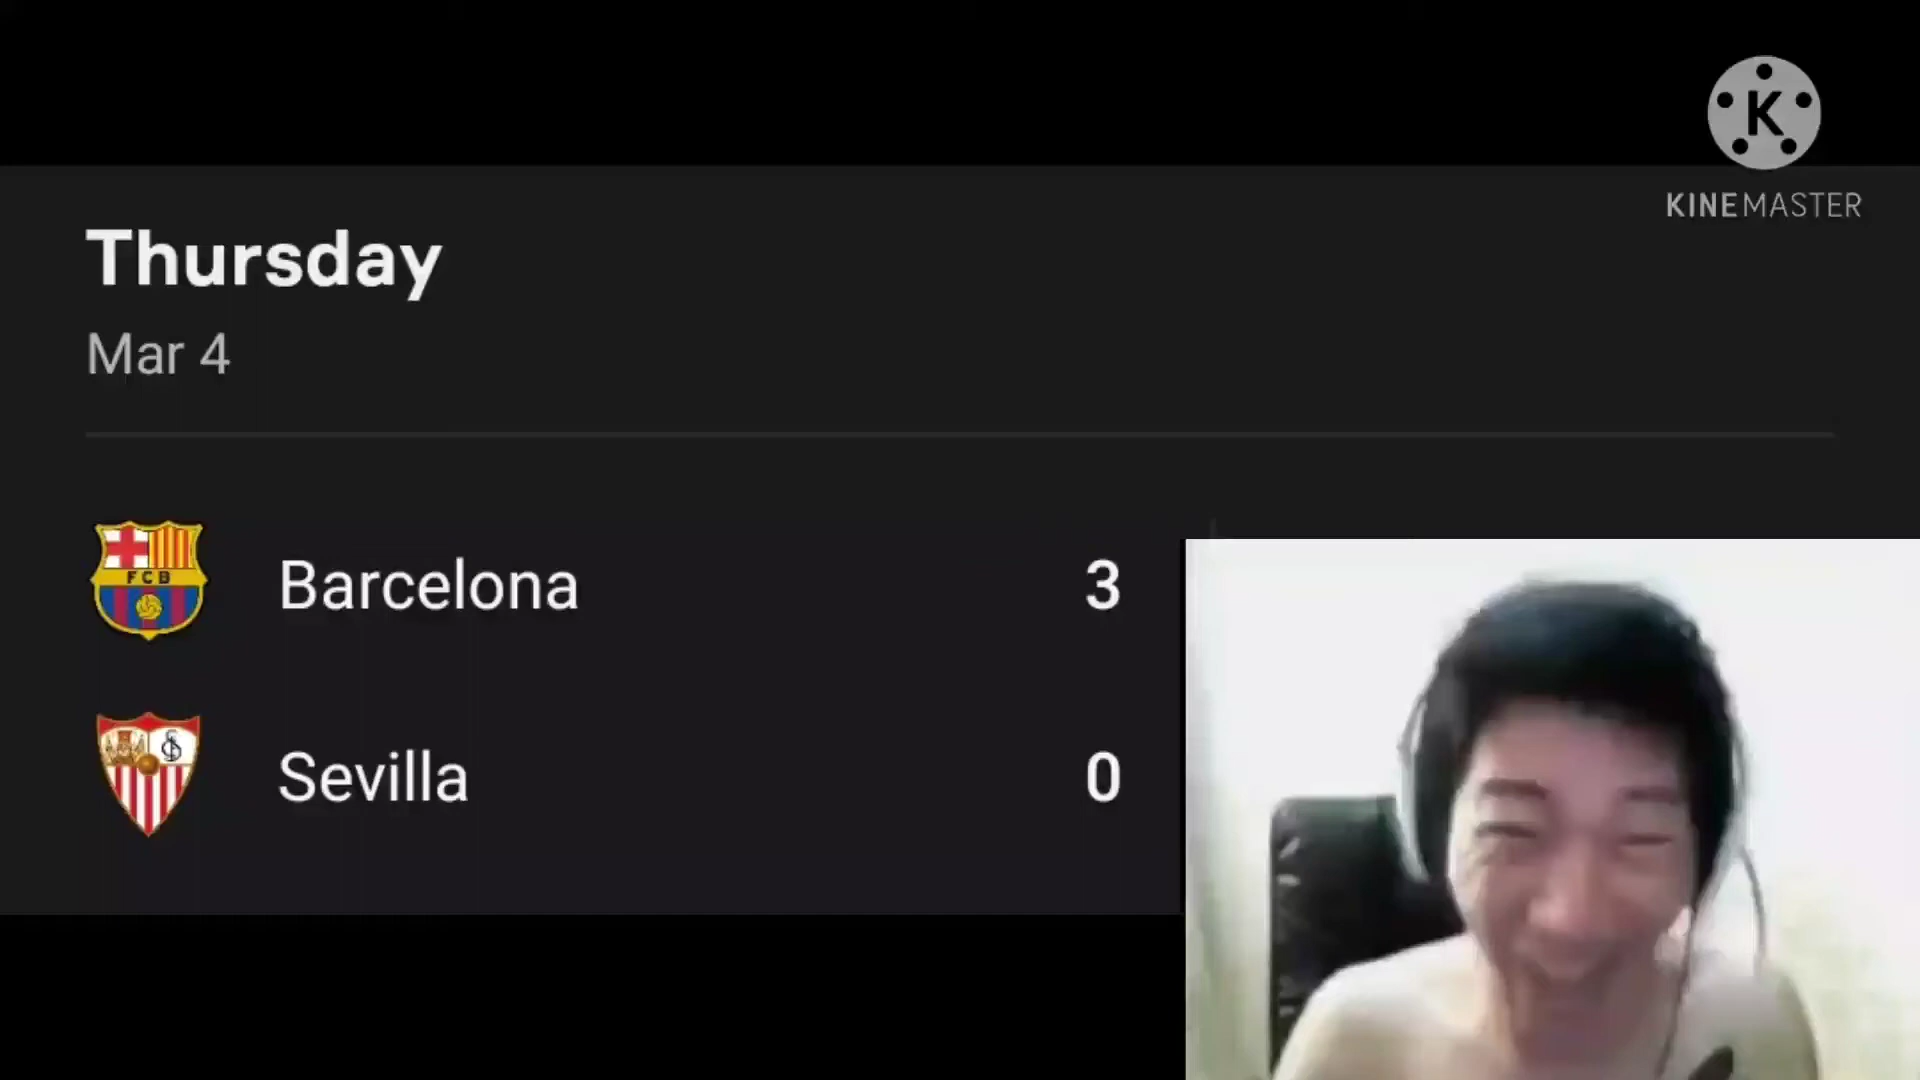 K
KINEMASTER
Thursday
Mar 4
FCB
Barcelona 3
Sevilla 0